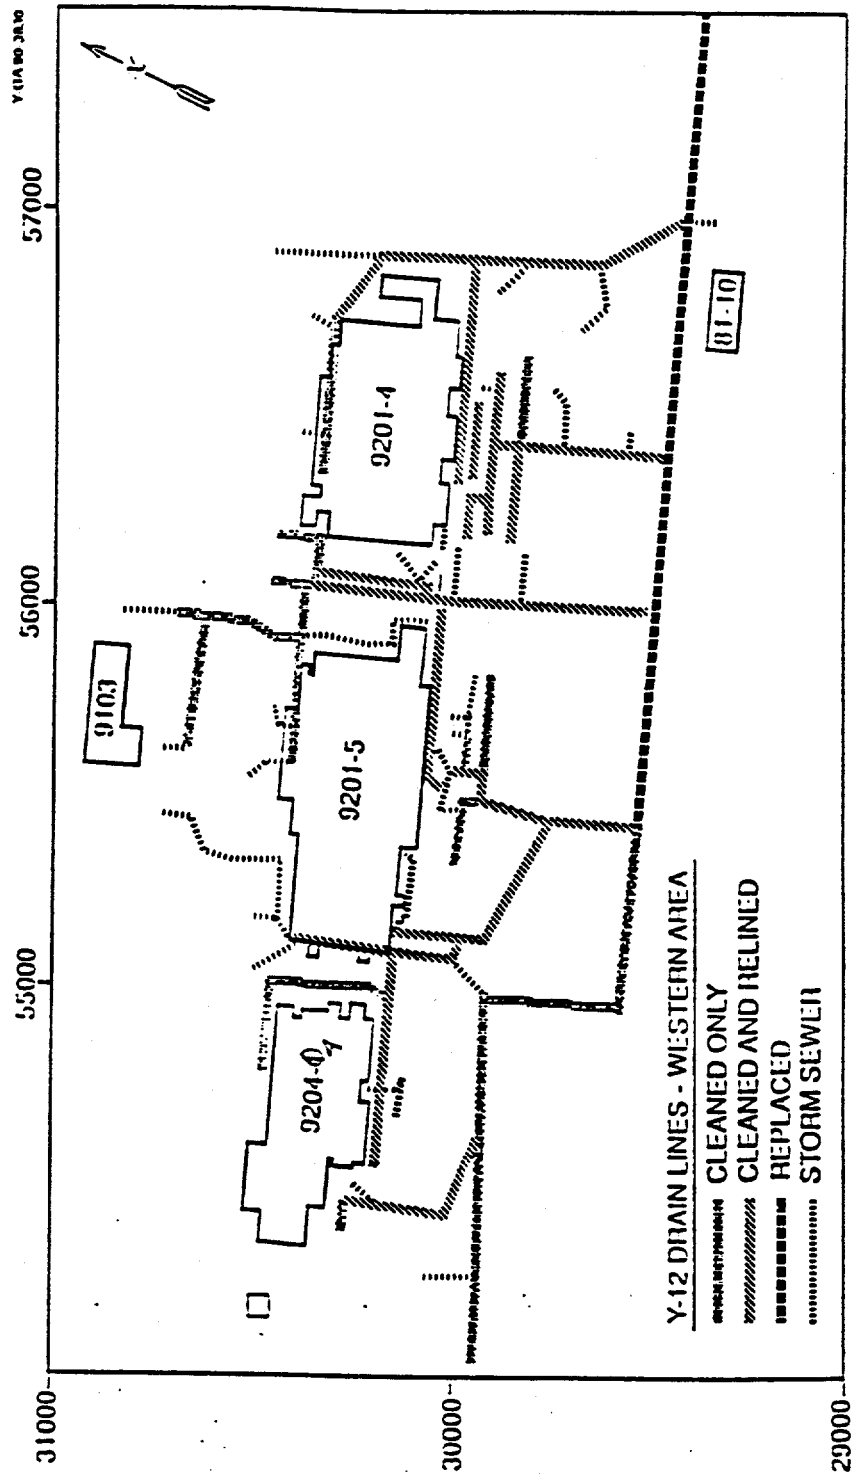 57000
56000
55000
31000
30000
29000
9103
9201-4
9201-5
9204-4
81-10
Y-12 DRAIN LINES - WESTERN AREA
CLEANED ONLY
CLEANED AND RELINED
REPLACED
STORM SEWER